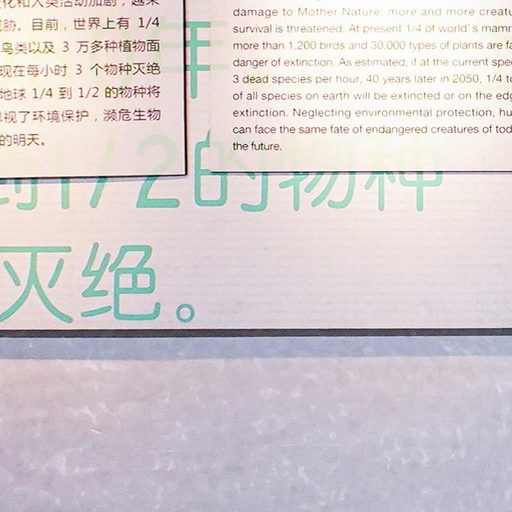 化和人类活动加剧，越来
胁。目前，世界上有 1/4
鸟类以及 3 万多种植物面
现在每小时 3 个物种灭绝
地球 1/4 到 1/2 的物种将
视了环境保护，濒危生物
的明天。
damage to Mother Nature, more and more creatu
survival is threatened. At present 1/4 of world's mamm
more than 1,200 birds and 30,000 types of plants are fa
danger of extinction. As estimated, if at the current spee
3 dead species per hour, 40 years later in 2050, 1/4 to
of all species on earth will be extincted or on the edg
extinction. Neglecting environmental protection, hu
can face the same fate of endangered creatures of tod
the future.
年
到1/2的物种
灭绝。